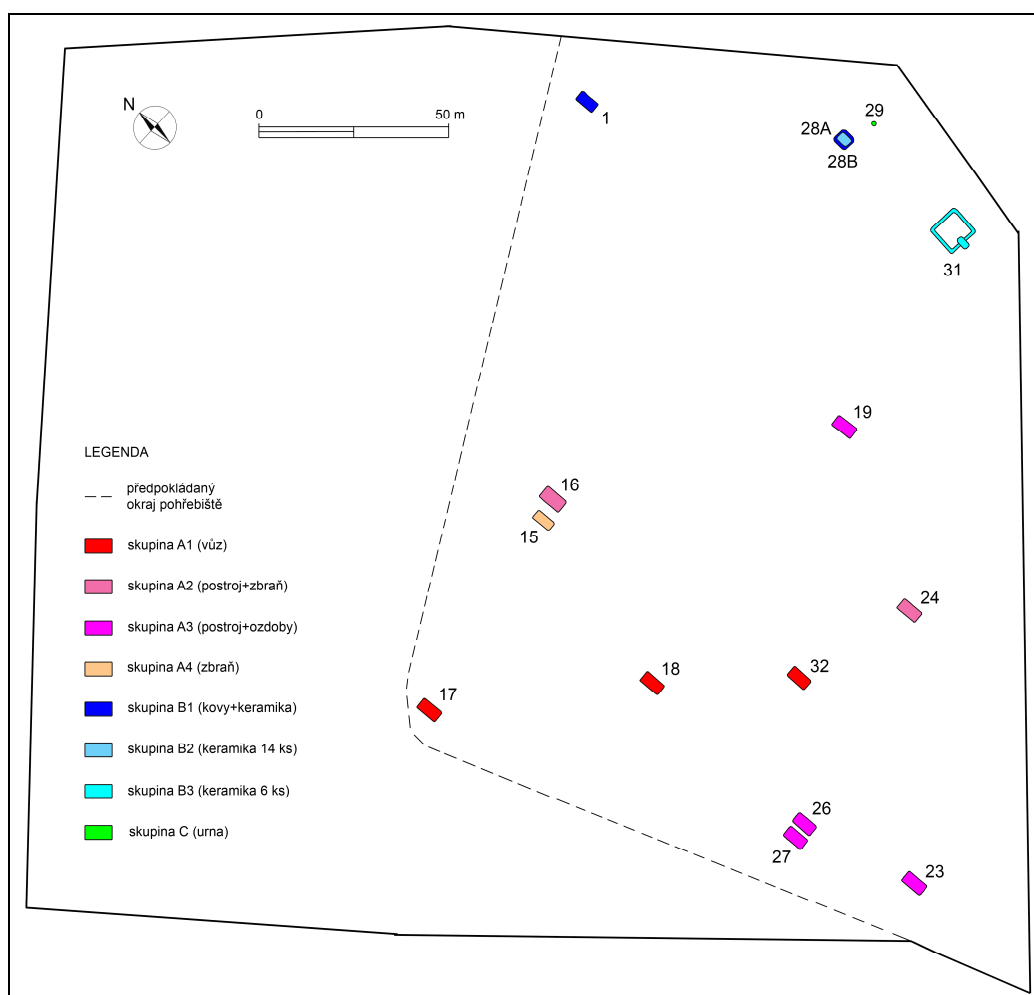 N
0
50 m
1
29
28A
28B
31
19
16
15
24
18
32
17
26
27
23
LEGENDA
předpokládaný
okraj pohřebiště
skupina A1 (vůz)
skupina A2 (postroj+zbraň)
skupina A3 (postroj+ozdoby)
skupina A4 (zbraň)
skupina B1 (kovy+keramika)
skupina B2 (keramika 14 ks)
skupina B3 (keramika 6 ks)
skupina C (urna)